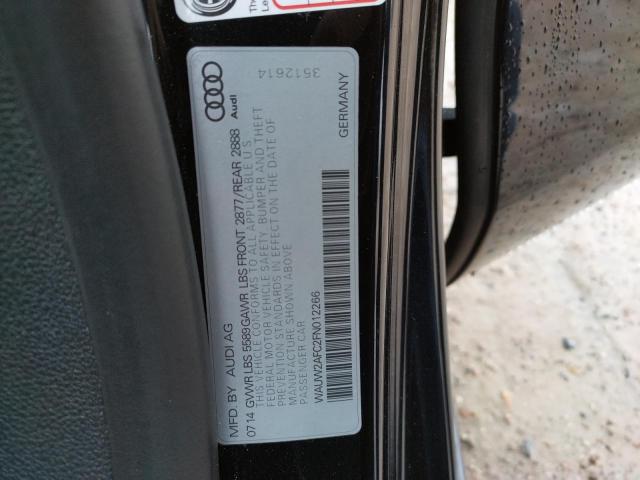 MFD. BY AUDI AG
Audi
07 14 GVWR LBS 5589 GAWR LBS FRONT 2877/REAR 2888
THIS VEHICLE CONFORMS TO ALL APPLICABLE U S
FEDERAL MOTOR VEHICLE SAFETY, BUMPER AND THEFT
PREVENTION STANDARDS IN EFFECT ON THE DATE OF
MANUFACTURE SHOWN ABOVE
PASSENGER CAR
WAUW2AFC2FN012266
GERMANY
3512614